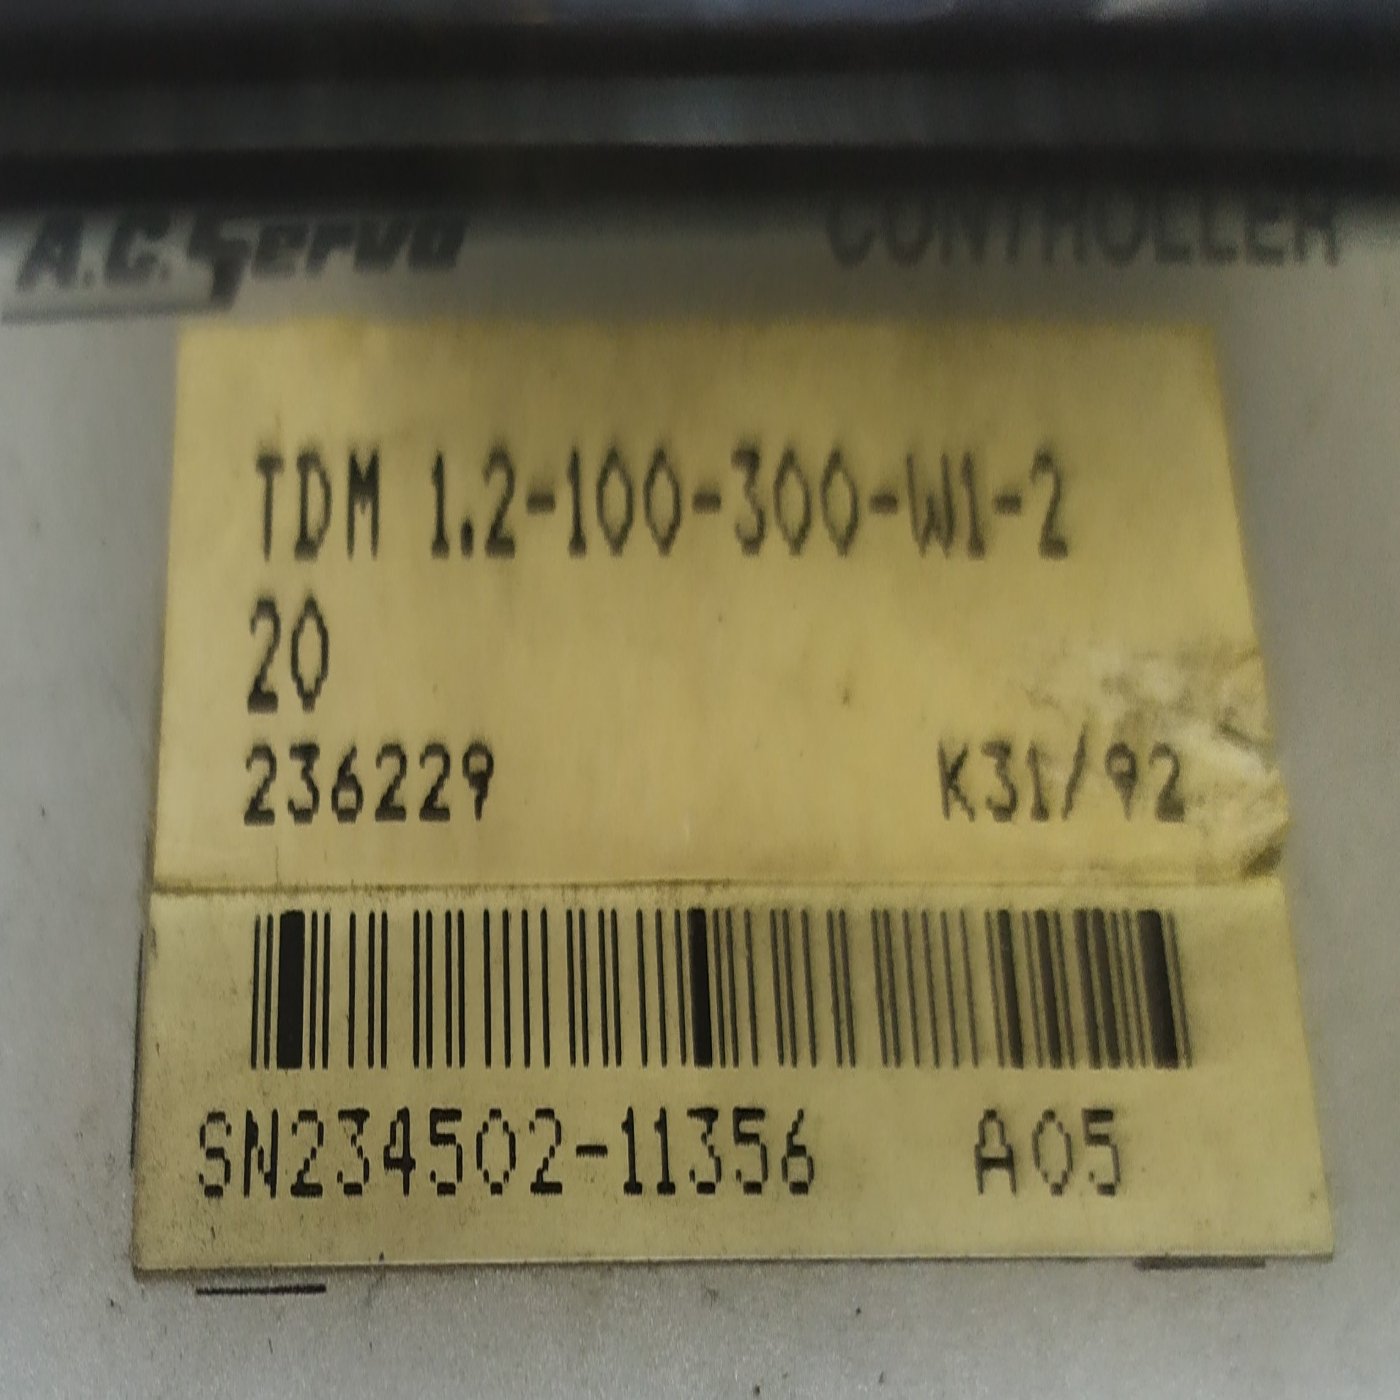 A.C. Servo CONTROLLER
TDM 1.2-100-300-W1-2
20
236229 K31/92
SN234502-11356 A05